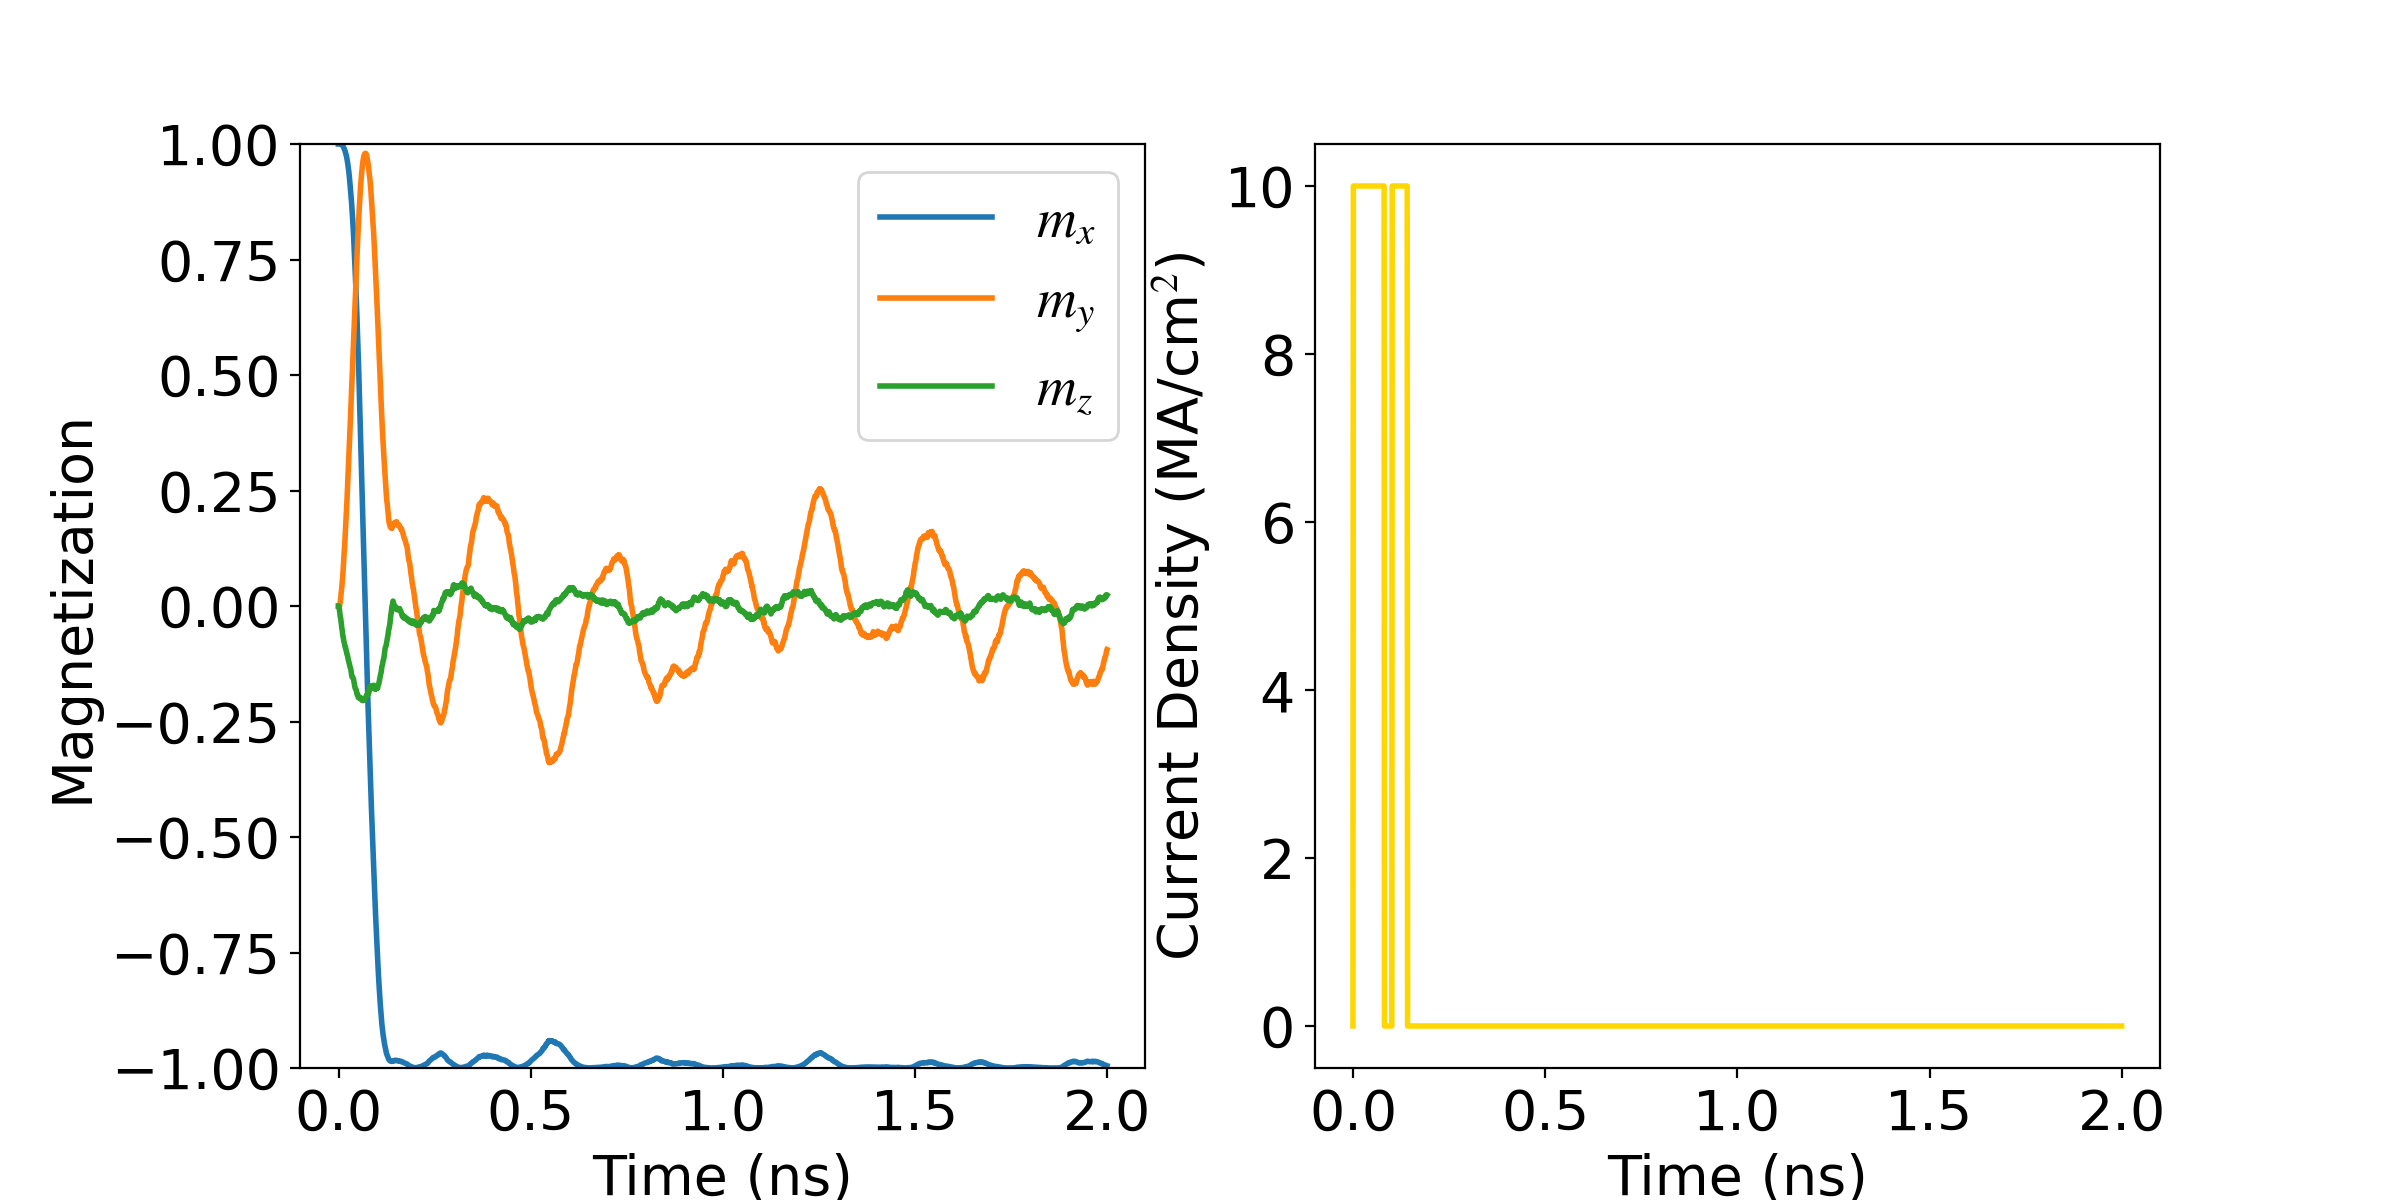 Magnetization
1.00
0.75
0.50
0.25
0.00
−0.25
−0.50
−0.75
−1.00
0.0 0.5 1.0 1.5 2.0
Time (ns)
m_x
m_y
m_z
Current Density (MA/cm²)
10
8
6
4
2
0
0.0 0.5 1.0 1.5 2.0
Time (ns)